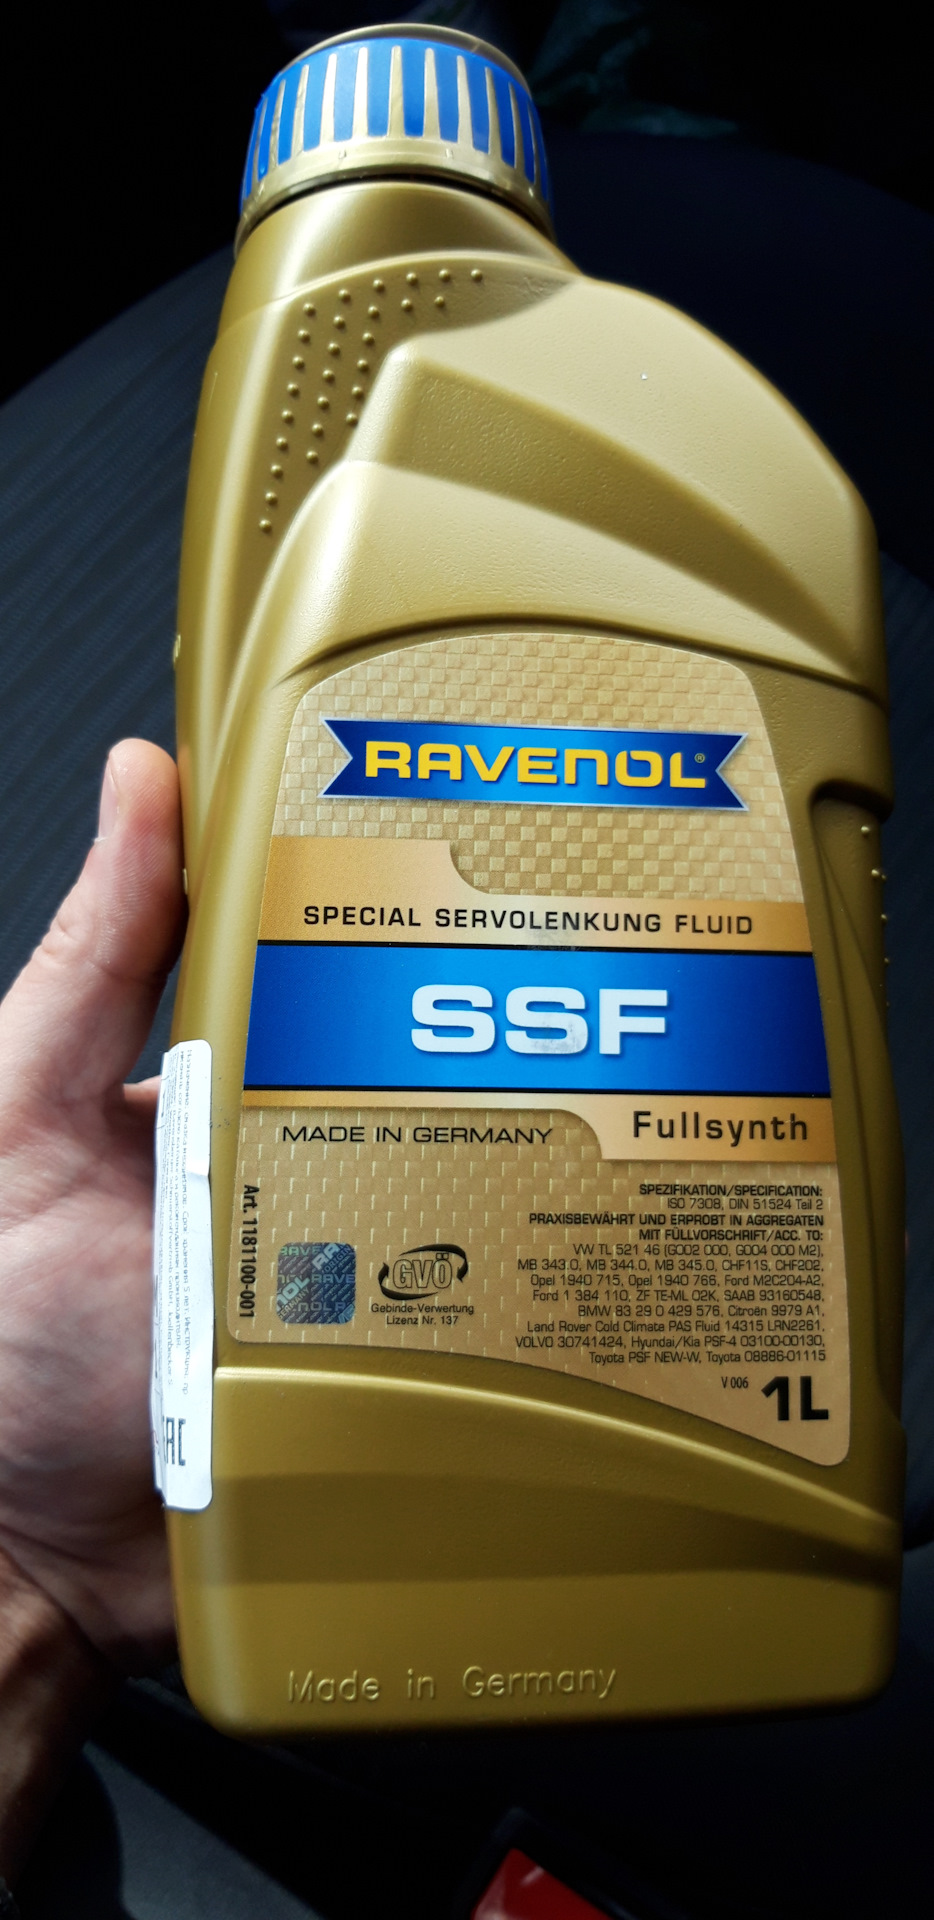 RAVENOL®
SPECIAL SERVOLENKUNG FLUID
SSF
Fullsynth
MADE IN GERMANY
Art. 1181100-001
SPEZIFIKATION/SPECIFICATION:
ISO 7308, DIN 51524 Teil 2
PRAXISBEWÄHRT UND ERPROBT IN AGGREGATEN
MIT FÜLLVORSCHRIFT/ACC. TO:
VW TL 521 46 (G002 000, G004 000 M2),
MB 343.0, MB 344.0, MB 345.0, CHF11S, CHF202,
Opel 1940 715, Opel 1940 766, Ford M2C204-A2,
Ford 1 384 110, ZF TE-ML 02K, SAAB 93160548,
BMW 83 29 0 429 576, Citroën 9979 A1,
Land Rover Cold Climate PAS Fluid 14315 LRN2261,
VOLVO 30741424, Hyundai/Kia PSF-4 03100-00130,
Toyota PSF NEW-W, Toyota 08886-01115
GVÖ
Gebinde-Verwertung
Lizenz Nr. 137
V 006
1L
EAC
Made in Germany